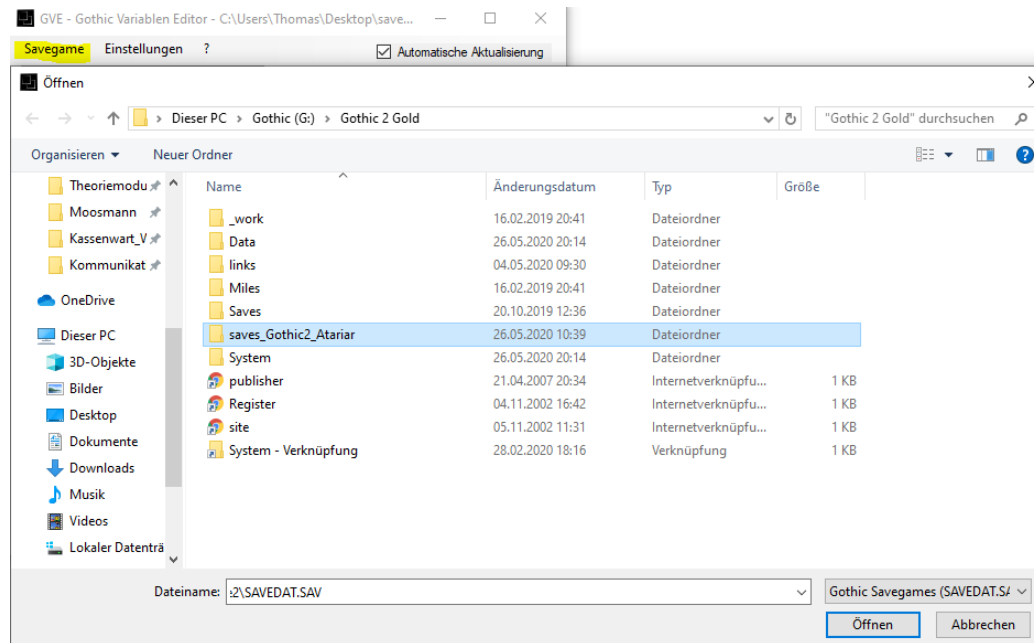 GVE - Gothic Variablen Editor - C:\Users\Thomas\Desktop\save...
Savegame Einstellungen ? Automatische Aktualisierung
Öffnen
Dieser PC > Gothic (G:) > Gothic 2 Gold "Gothic 2 Gold" durchsuchen
Organisieren Neuer Ordner
Name Änderungsdatum Typ Größe
Theoriemodu
Moosmann
Kassenwart_V
Kommunikat
OneDrive
Dieser PC
3D-Objekte
Bilder
Desktop
Dokumente
Downloads
Musik
Videos
Lokaler Datenträ
_work 16.02.2019 20:41 Dateiordner
Data 26.05.2020 20:14 Dateiordner
links 04.05.2020 09:30 Dateiordner
Miles 16.02.2019 20:41 Dateiordner
Saves 20.10.2019 12:36 Dateiordner
saves_Gothic2_Atariar 26.05.2020 10:39 Dateiordner
System 26.05.2020 20:14 Dateiordner
publisher 21.04.2007 20:34 Internetverknüpfu... 1 KB
Register 04.11.2002 16:42 Internetverknüpfu... 1 KB
site 05.11.2002 11:31 Internetverknüpfu... 1 KB
System - Verknüpfung 28.02.2020 18:16 Verknüpfung 1 KB
Dateiname: :2\SAVEDAT.SAV Gothic Savegames (SAVEDAT.SA
Öffnen Abbrechen